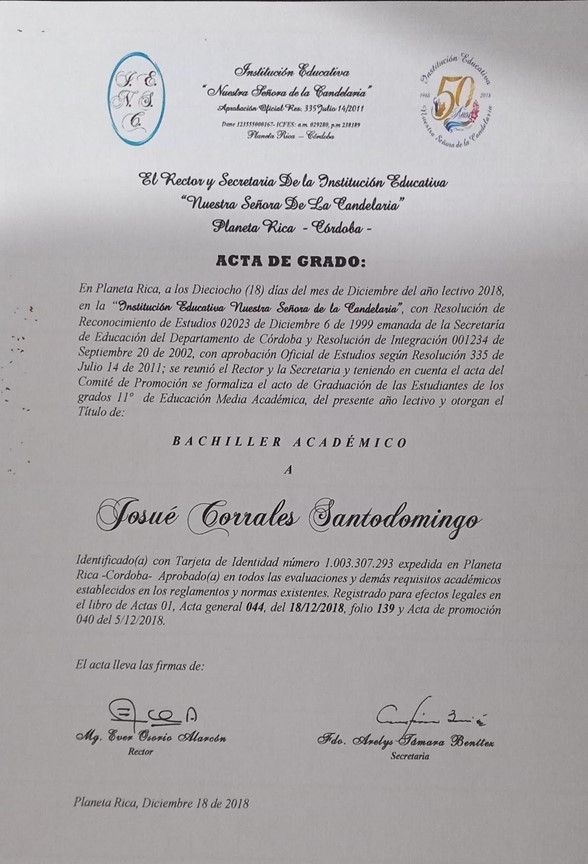 I. E.
N. S.
C.
Institución Educativa
"Nuestra Señora de la Candelaria"
Aprobación Oficial Res: 335 Julio 14/2011
Planeta Rica – Córdoba
Institución Educativa
50
1968
2018
Años
Nuestra Señora de la Candelaria
El Rector y Secretaria De la Institución Educativa
"Nuestra Señora De La Candelaria"
Planeta Rica - Córdoba -
ACTA DE GRADO:
En Planeta Rica, a los Dieciocho (18) días del mes de Diciembre del año lectivo 2018,
en la "Institución Educativa Nuestra Señora de la Candelaria", con Resolución de
Reconocimiento de Estudios 02023 de Diciembre 6 de 1999 emanada de la Secretaría
de Educación del Departamento de Córdoba y Resolución de Integración 001234 de
Septiembre 20 de 2002, con aprobación Oficial de Estudios según Resolución 335 de
Julio 14 de 2011; se reunió el Rector y la Secretaria y teniendo en cuenta el acta del
Comité de Promoción se formaliza el acto de Graduación de las Estudiantes de los
grados 11° de Educación Media Académica, del presente año lectivo y otorgan el
Título de:
BACHILLER ACADÉMICO
A
Josué Corrales Santodomingo
Identificado(a) con Tarjeta de Identidad número 1.003.307.293 expedida en Planeta
Rica -Cordoba- Aprobado(a) en todos las evaluaciones y demás requisitos académicos
establecidos en los reglamentos y normas existentes. Registrado para efectos legales en
el libro de Actas 01, Acta general 044, del 18/12/2018, folio 139 y Acta de promoción
040 del 5/12/2018.
El acta lleva las firmas de:
Mg. Ever Osorio Alarcón
Rector
Fdo. Arelys Támara Benítez
Secretaria
Planeta Rica, Diciembre 18 de 2018